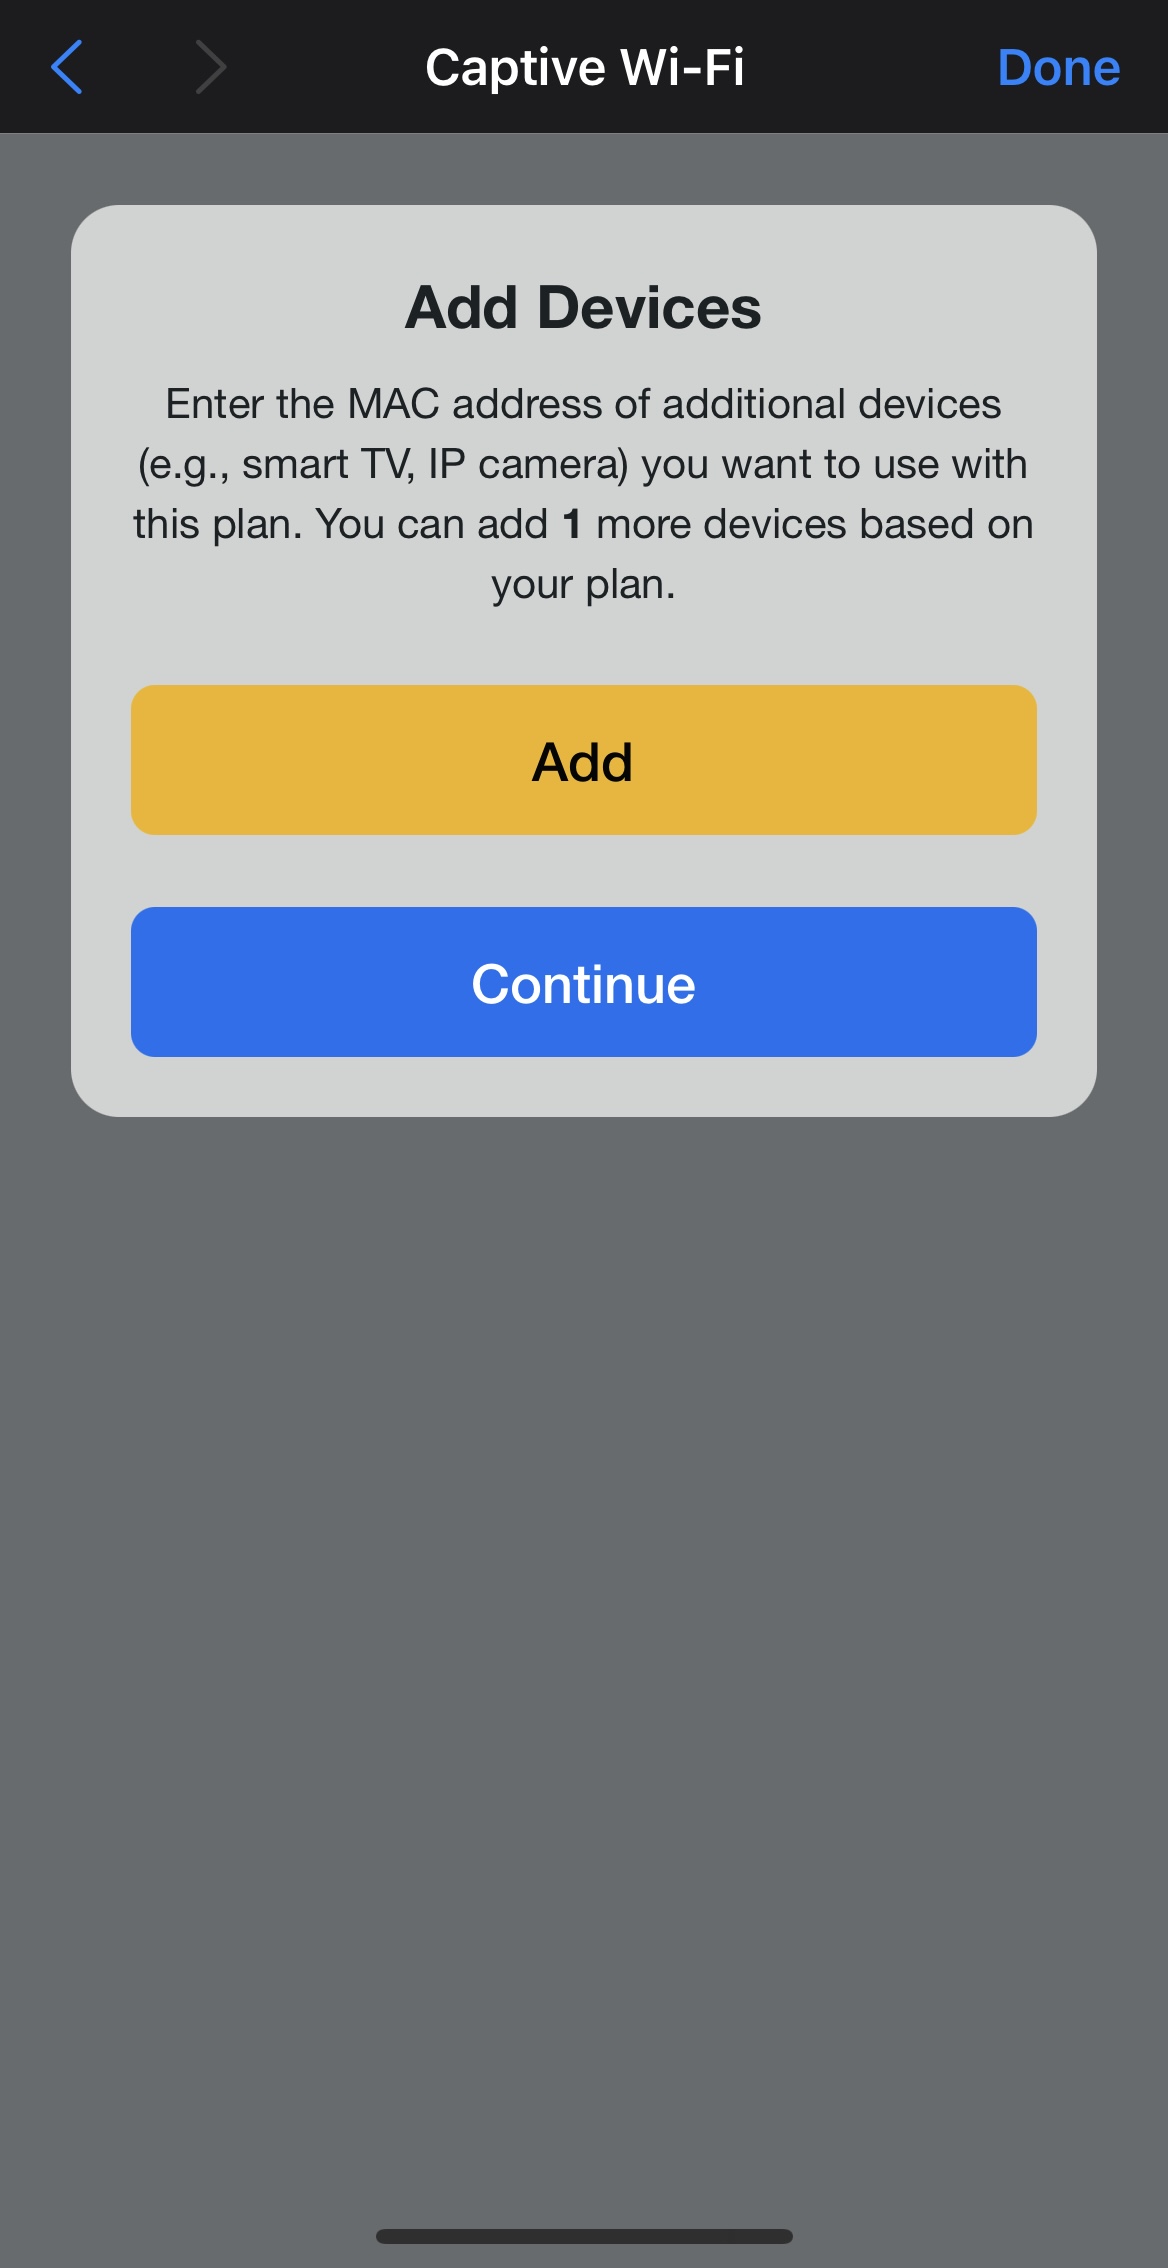 Captive Wi-Fi
Done
Add Devices
Enter the MAC address of additional devices
(e.g., smart TV, IP camera) you want to use with
this plan. You can add 1 more devices based on
your plan.
Add
Continue